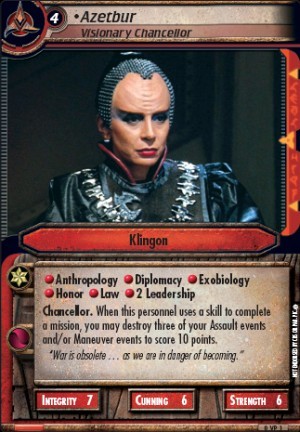 4
•Azetbur
Visionary Chancellor
Klingon
•Anthropology •Diplomacy •Exobiology
•Honor •Law •2 Leadership
Chancellor. When this personnel uses a skill to complete
a mission, you may destroy three of your Assault events
and/or Maneuver events to score 10 points.
"War is obsolete ... as we are in danger of becoming."
INTEGRITY 7 CUNNING 6 STRENGTH 6